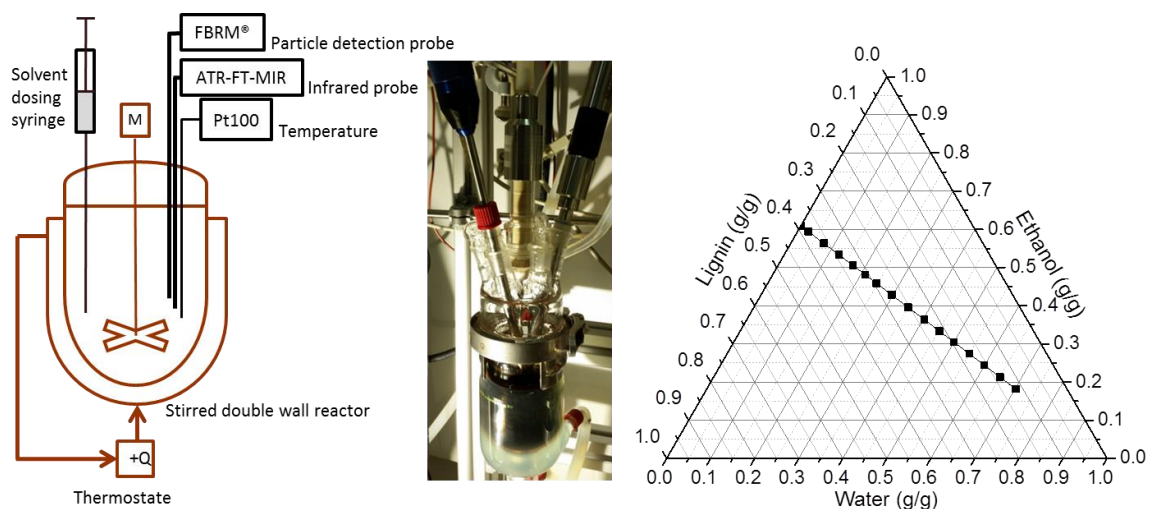 FBRM®
Particle detection probe
Solvent
dosing
syringe
ATR-FT-MIR
Infrared probe
M
Pt100
Temperature
Stirred double wall reactor
+Q
Thermostate
0.0
0.1
0.2
0.3
0.4
0.5
0.6
0.7
0.8
0.9
1.0
Lignin (g/g)
1.0
0.9
0.8
0.7
0.6
0.5
0.4
0.3
0.2
0.1
0.0
Ethanol (g/g)
0.0 0.1 0.2 0.3 0.4 0.5 0.6 0.7 0.8 0.9 1.0
Water (g/g)